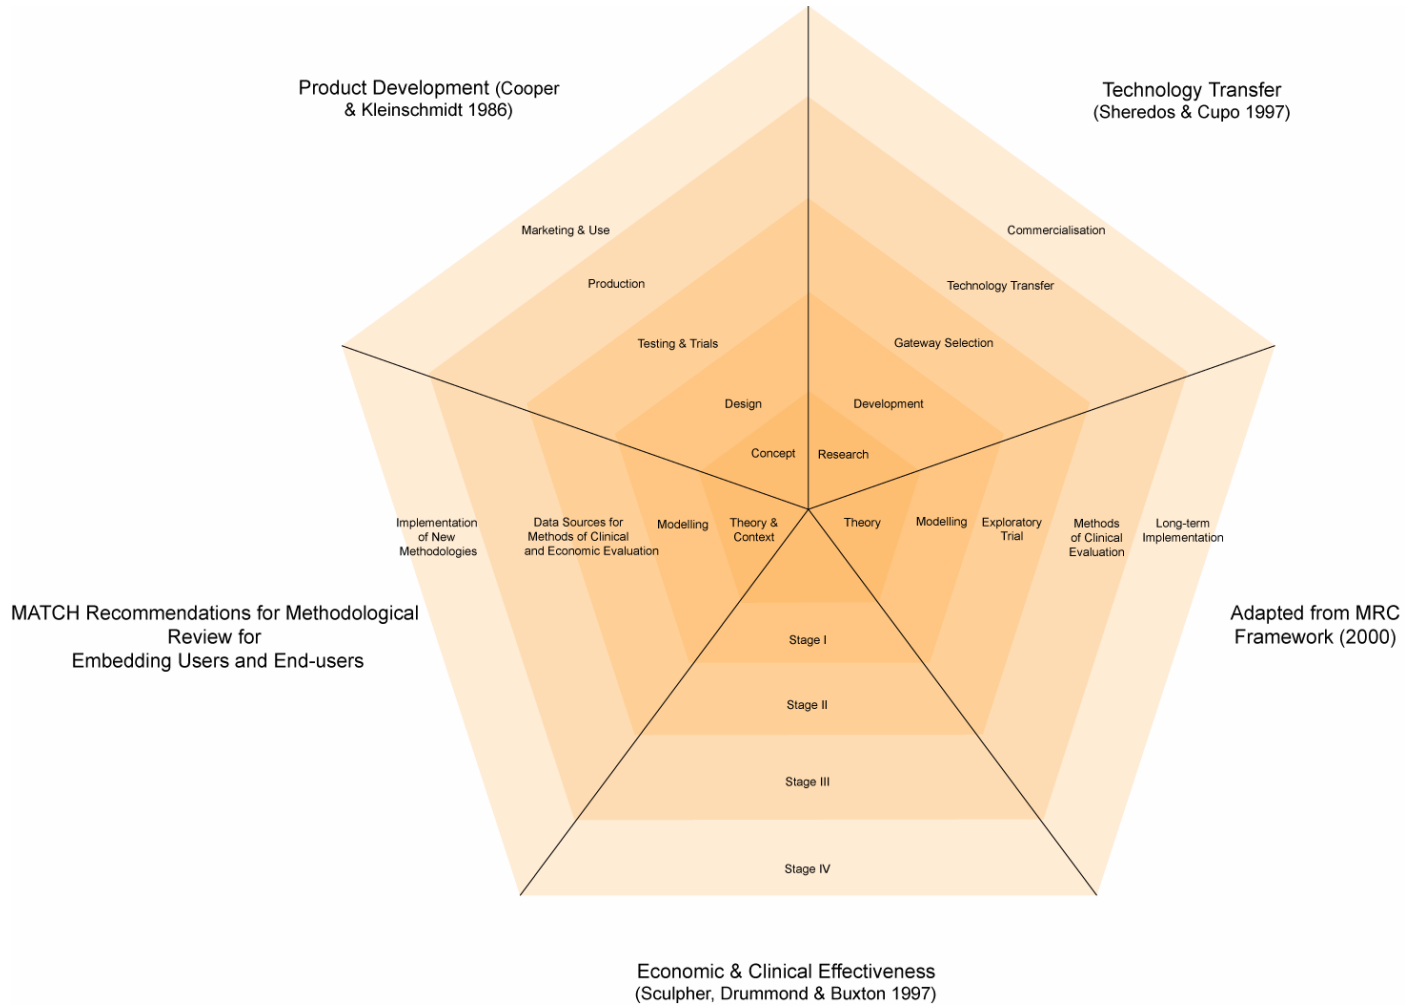 Product Development (Cooper
& Kleinschmidt 1986)
Technology Transfer
(Sheredos & Cupo 1997)
Marketing & Use
Commercialisation
Production
Technology Transfer
Testing & Trials
Gateway Selection
Design
Development
Concept
Research
Implementation
of New
Methodologies
Data Sources for
Methods of Clinical
and Economic Evaluation
Modelling
Theory &
Context
Theory
Modelling
Exploratory
Trial
Methods
of Clinical
Evaluation
Long-term
Implementation
MATCH Recommendations for Methodological
Review for
Embedding Users and End-users
Adapted from MRC
Framework (2000)
Stage I
Stage II
Stage III
Stage IV
Economic & Clinical Effectiveness
(Sculpher, Drummond & Buxton 1997)